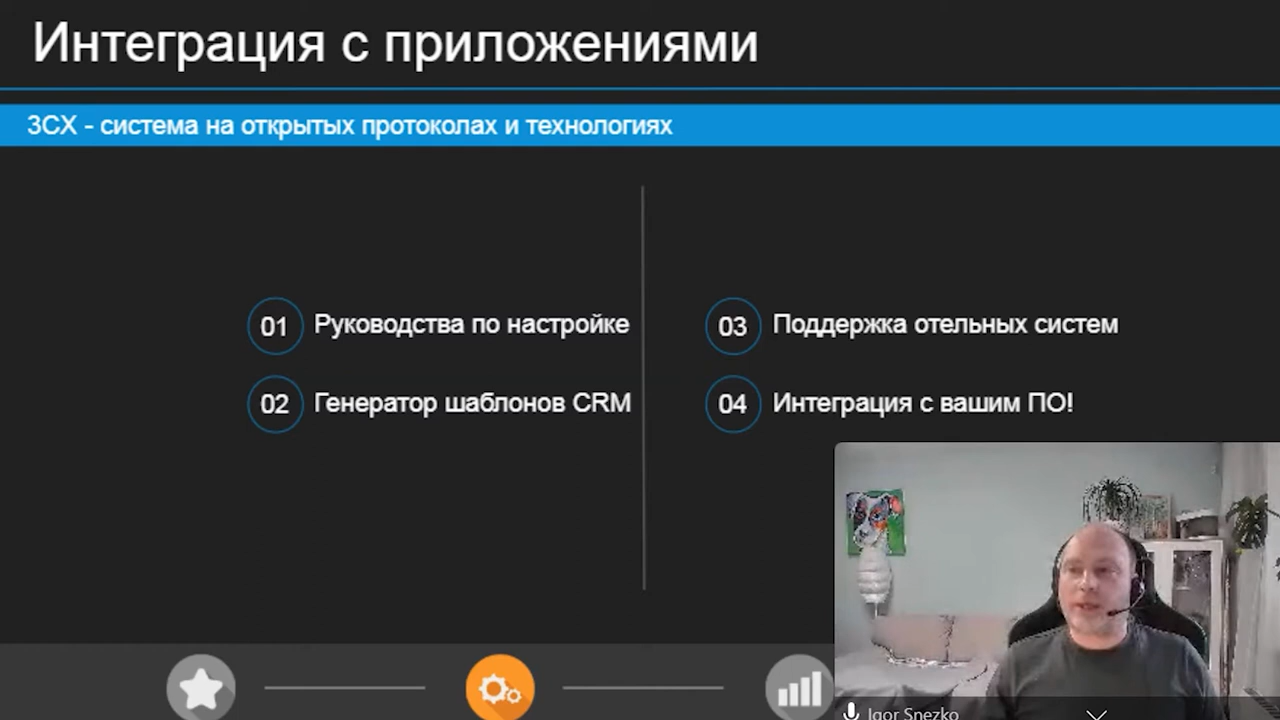 Интеграция с приложениями
3CX - система на открытых протоколах и технологиях
01 Руководства по настройке
02 Генератор шаблонов CRM
03 Поддержка отельных систем
04 Интеграция с вашим ПО!
Igor Snezko